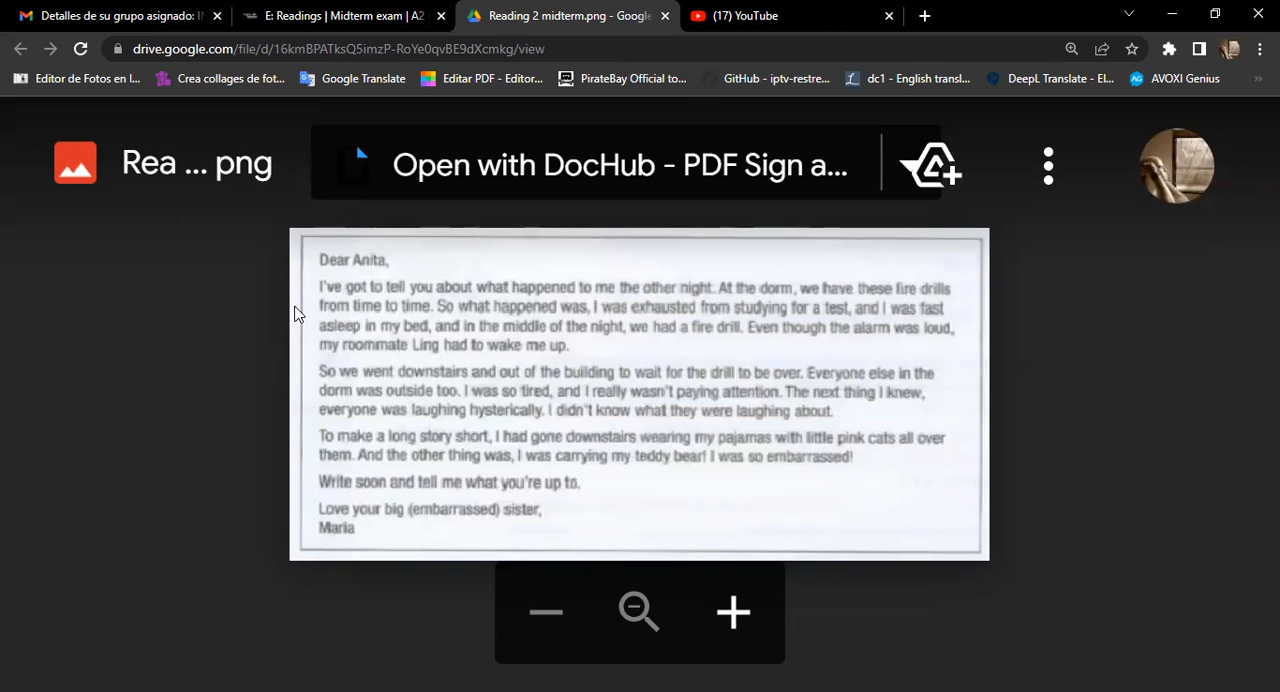 Detalles de su grupo asignado: I
E: Readings | Midterm exam | A2
Reading 2 midterm.png - Google
(17) YouTube
drive.google.com/file/d/16kmBPATksQ5imzP-RoYe0qvBE9dXcmkg/view
Editor de Fotos en l...
Crea collages de fot...
Google Translate
Editar PDF - Editor...
PirateBay Official to...
GitHub - iptv-restre...
dc1 - English transl...
DeepL Translate - El...
AVOXI Genius
Rea ... png
Open with DocHub - PDF Sign a...
Dear Anita,
I've got to tell you about what happened to me the other night. At the dorm, we have these fire drills
from time to time. So what happened was, I was exhausted from studying for a test, and I was fast
asleep in my bed, and in the middle of the night, we had a fire drill. Even though the alarm was loud,
my roommate Ling had to wake me up.
So we went downstairs and out of the building to wait for the drill to be over. Everyone else in the
dorm was outside too. I was so tired, and I really wasn't paying attention. The next thing I knew,
everyone was laughing hysterically. I didn't know what they were laughing about.
To make a long story short, I had gone downstairs wearing my pajamas with little pink cats all over
them. And the other thing was, I was carrying my teddy bear! I was so embarrassed!
Write soon and tell me what you're up to.
Love your big (embarrassed) sister,
Maria